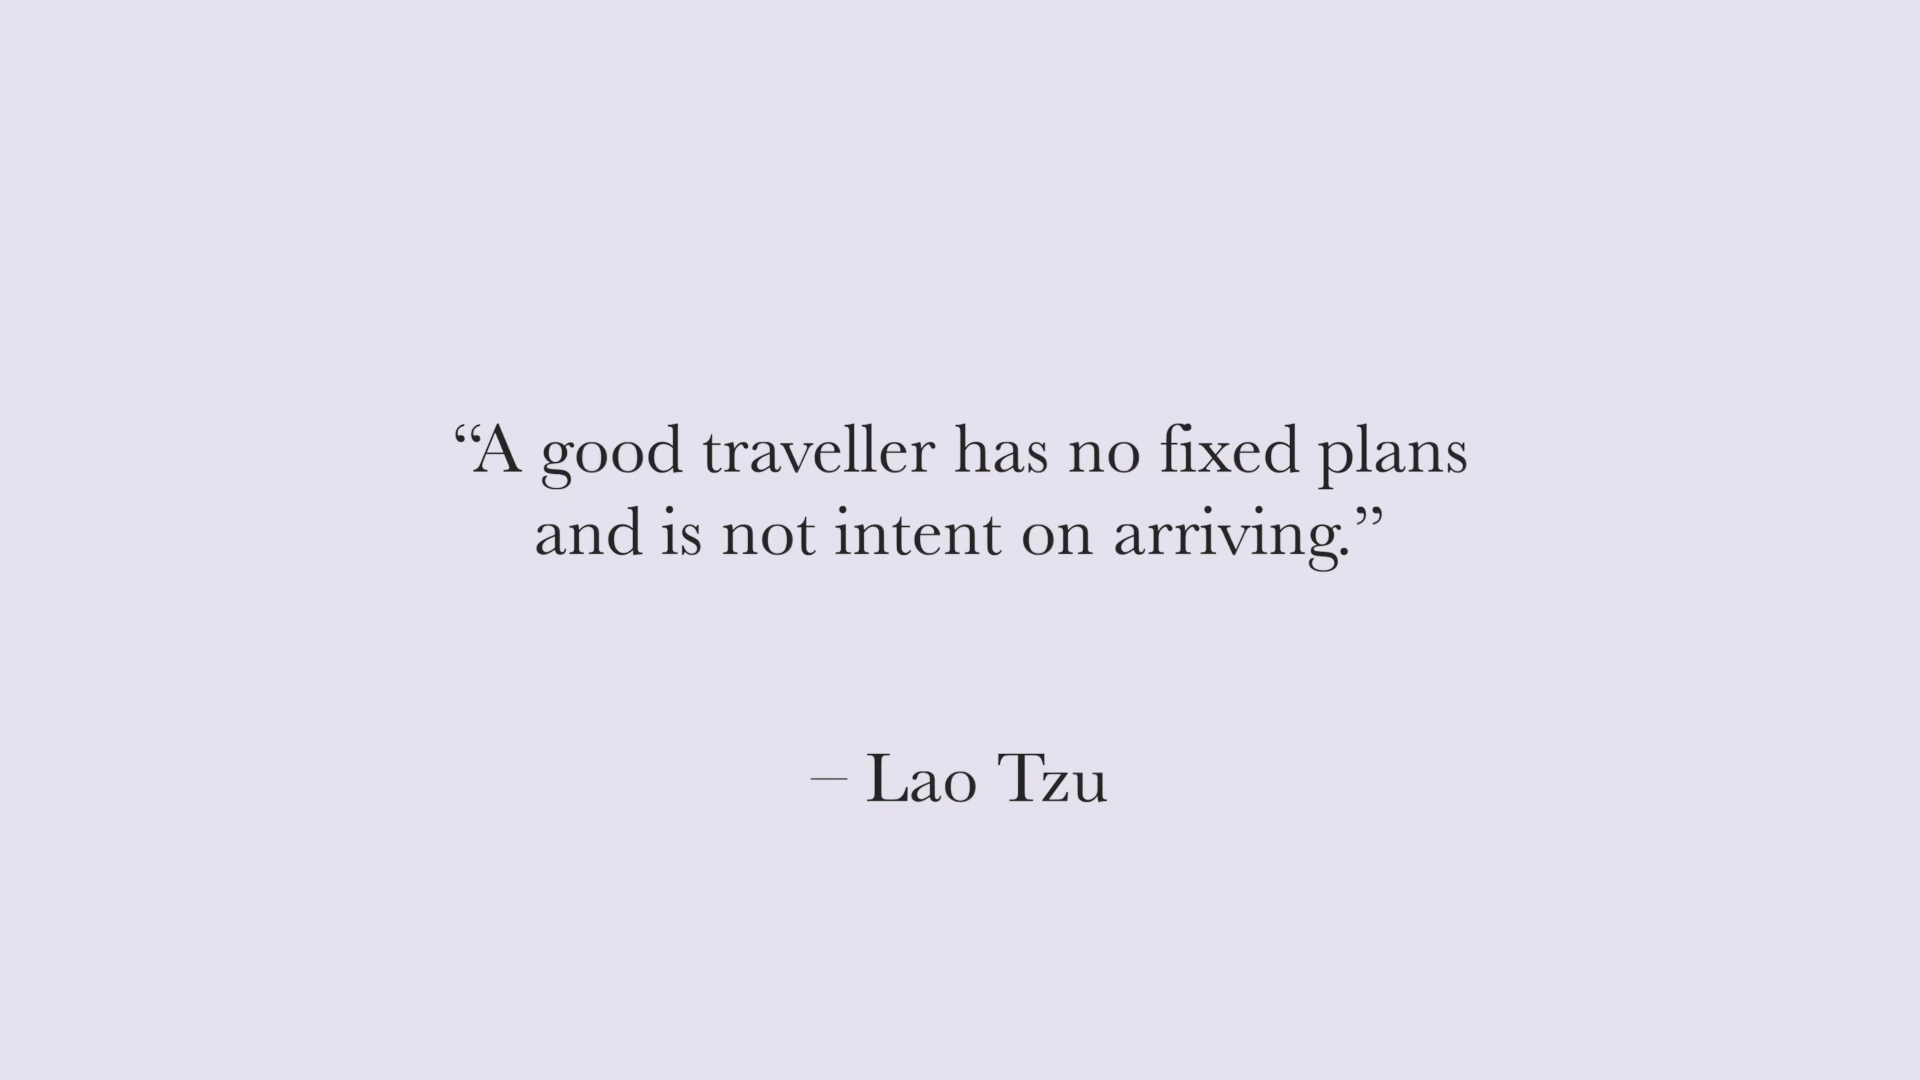 “A good traveller has no fixed plans
and is not intent on arriving.”
– Lao Tzu